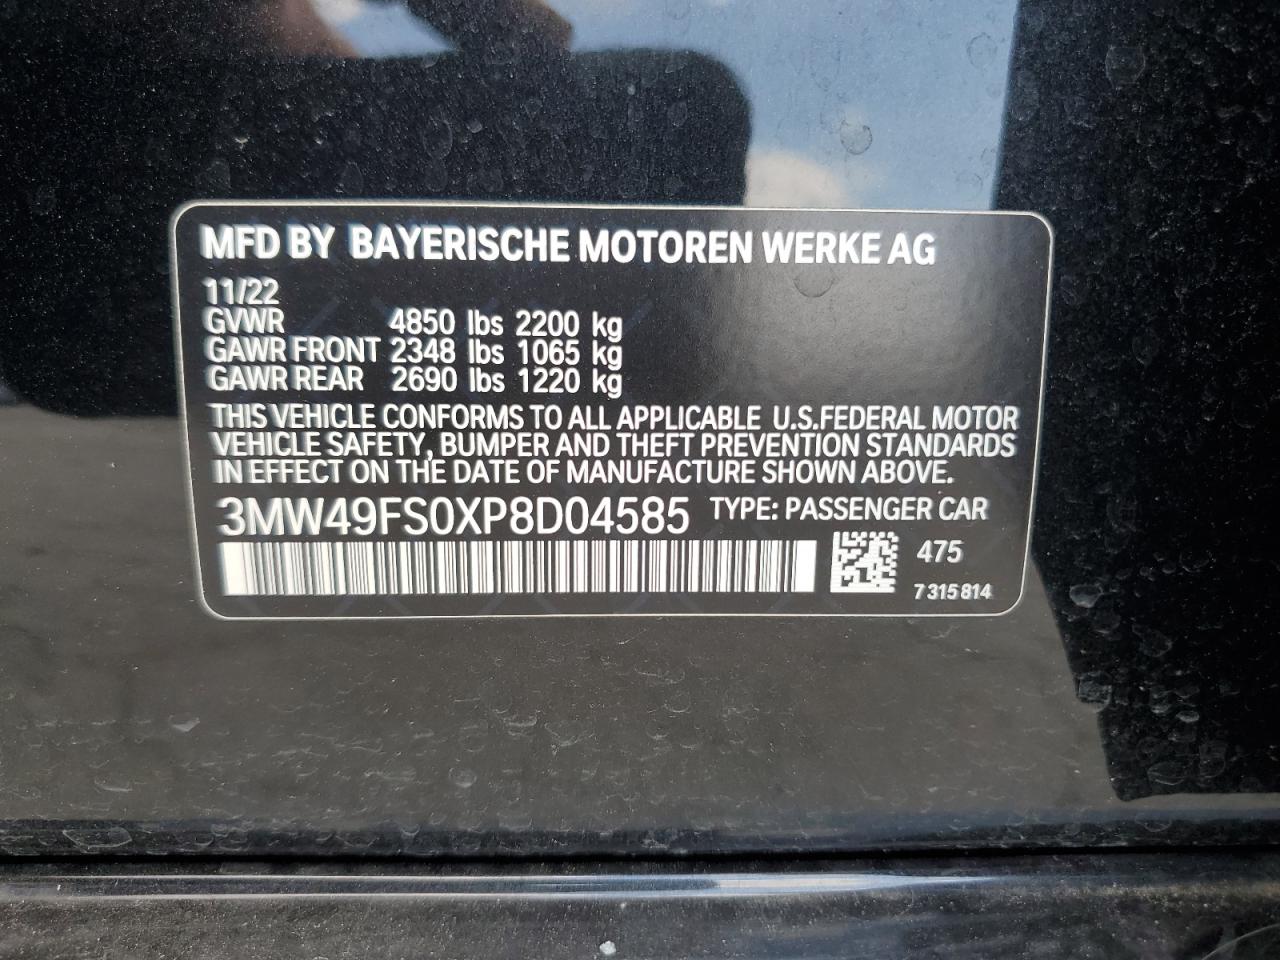 MFD BY BAYERISCHE MOTOREN WERKE AG
11/22
GVWR 4850 lbs 2200 kg
GAWR FRONT 2348 lbs 1065 kg
GAWR REAR 2690 lbs 1220 kg
THIS VEHICLE CONFORMS TO ALL APPLICABLE U.S.FEDERAL MOTOR
VEHICLE SAFETY, BUMPER AND THEFT PREVENTION STANDARDS
IN EFFECT ON THE DATE OF MANUFACTURE SHOWN ABOVE.
3MW49FS0XP8D04585 TYPE: PASSENGER CAR
475
7 315 814